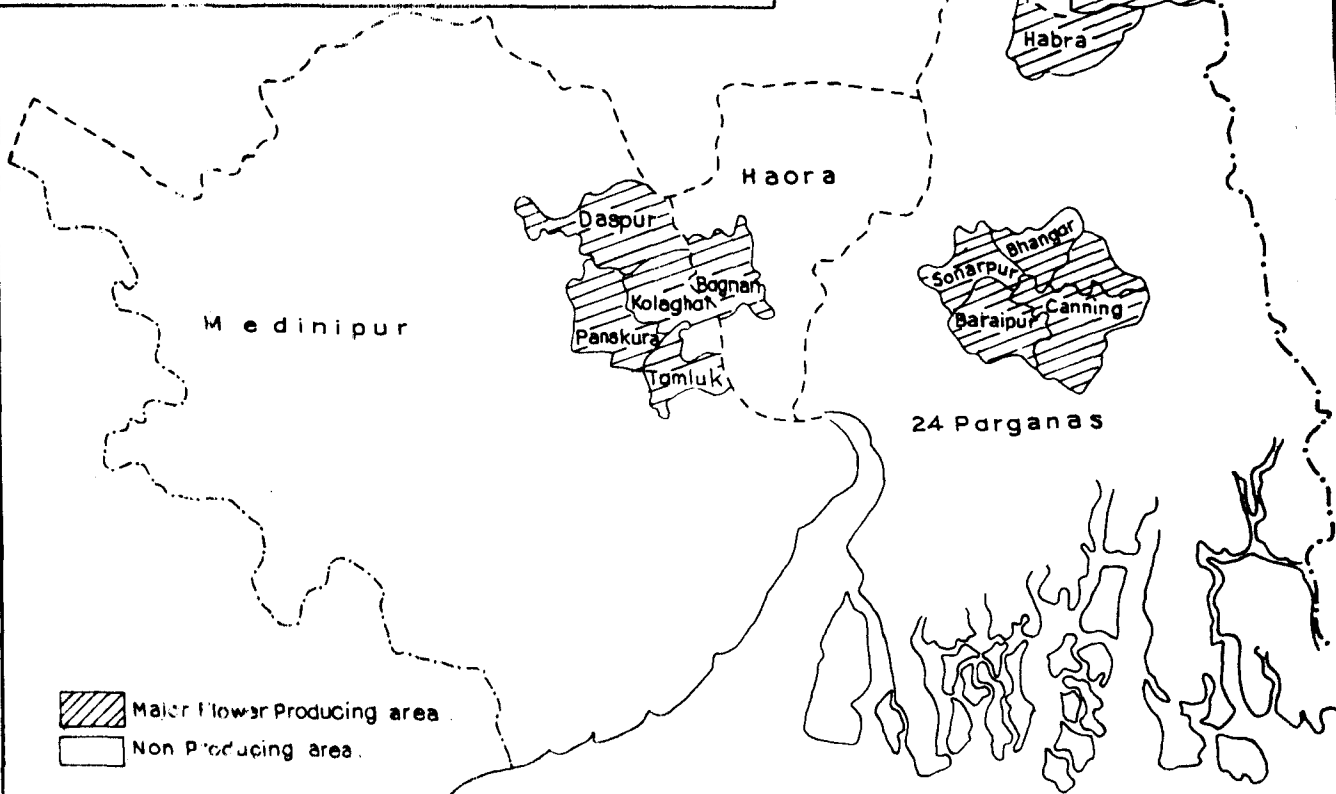 Habra
Haora
Daspur
Bhangar
Sonarpur
Bagnan
Kolaghat
Canning
Baraipur
Medinipur
Panskura
Tomluk
24 Parganas
Major Flower Producing area
Non Producing area.